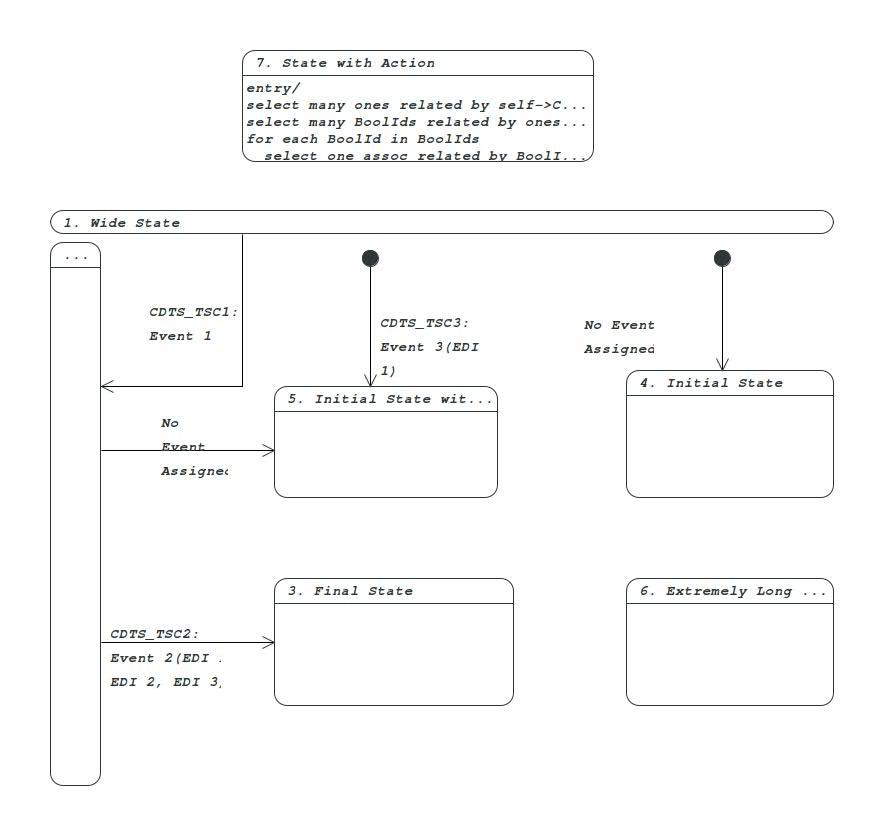 7. State with Action
entry/
select many ones related by self->C...
select many BoolIds related by ones...
for each BoolId in BoolIds
select one assoc related by BoolI...
1. Wide State
...
CDTS_TSC1:
Event 1
CDTS_TSC3:
Event 3(EDI
1)
No Event
Assigned
5. Initial State wit...
4. Initial State
No
Event
Assigned
3. Final State
6. Extremely Long ...
CDTS_TSC2:
Event 2(EDI
EDI 2, EDI 3,